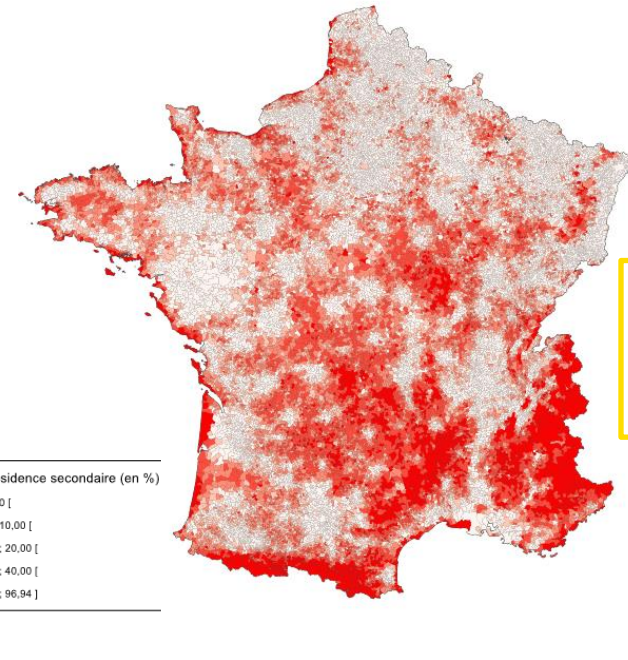 sidence secondaire (en %)
0 [
10,00 [
; 20,00 [
; 40,00 [
; 96,94 ]